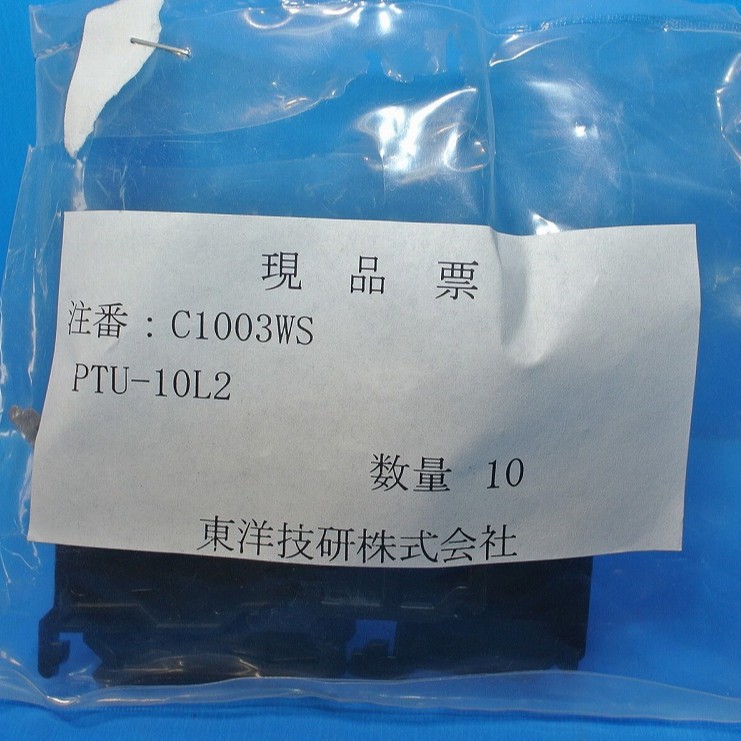 現品票
注番：C1003WS
PTU-10L2
数量 10
東洋技研株式会社